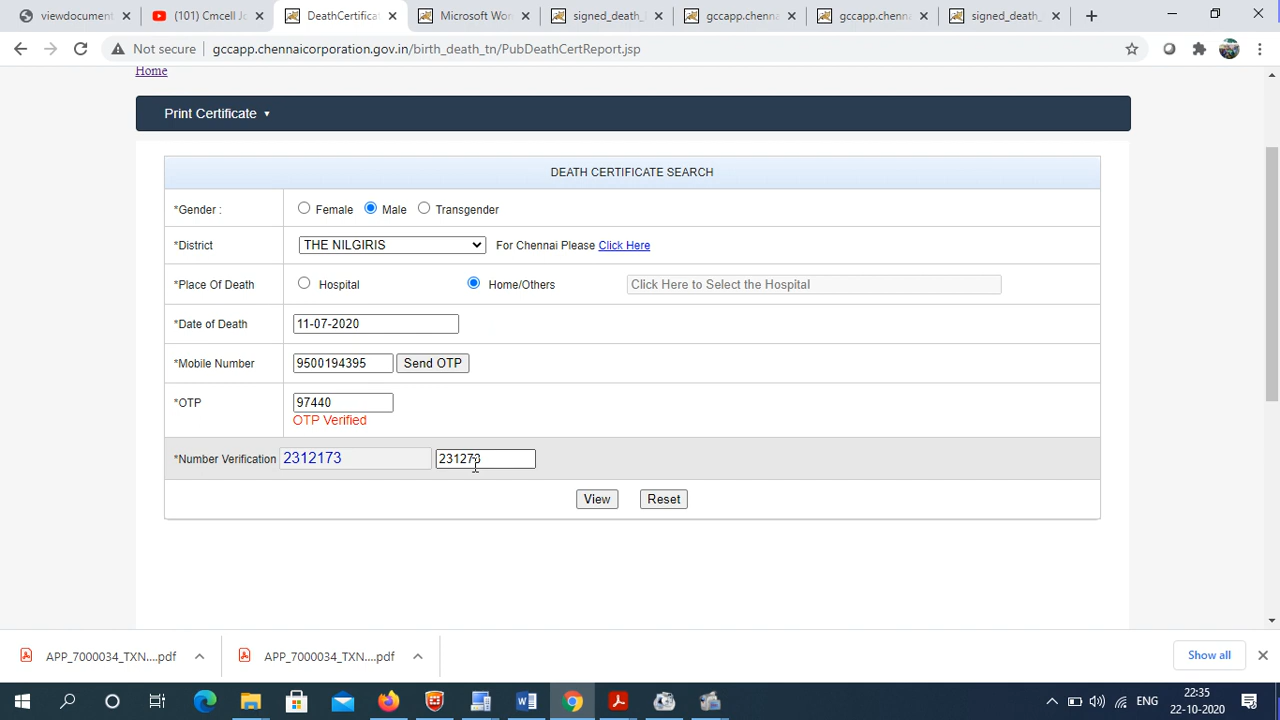 viewdocument
(101) Cmcell Jo
DeathCertifica
Microsoft Wor
signed_death_
gccapp.chenna
gccapp.chenna
signed_death_
Not secure gccapp.chennaicorporation.gov.in/birth_death_tn/PubDeathCertReport.jsp
Home
Print Certificate
DEATH CERTIFICATE SEARCH
*Gender : Female Male Transgender
*District THE NILGIRIS For Chennai Please Click Here
*Place Of Death Hospital Home/Others Click Here to Select the Hospital
*Date of Death 11-07-2020
*Mobile Number 9500194395 Send OTP
*OTP 97440
OTP Verified
*Number Verification 2312173 231273
View Reset
APP_7000034_TXN....pdf APP_7000034_TXN....pdf Show all
ENG 22:35
22-10-2020